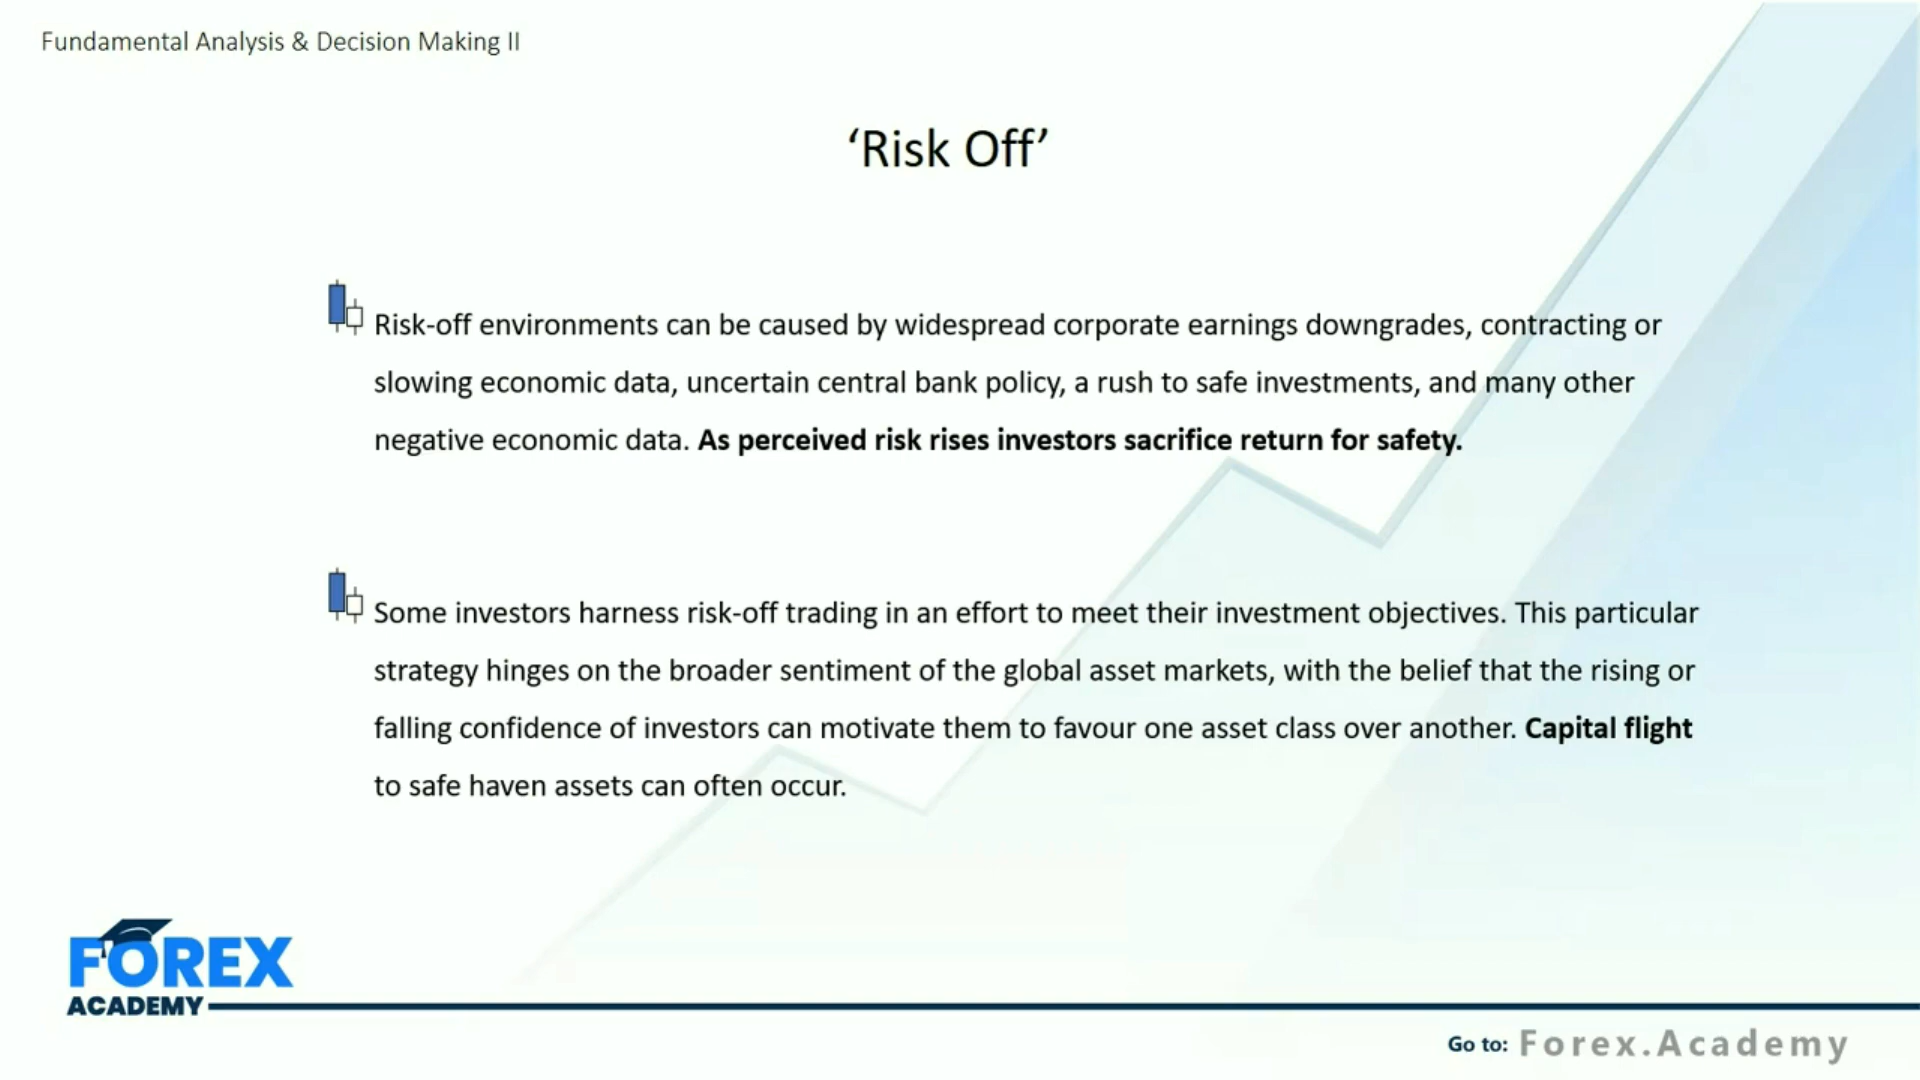 Fundamental Analysis & Decision Making II
‘Risk Off’
Risk-off environments can be caused by widespread corporate earnings downgrades, contracting or
slowing economic data, uncertain central bank policy, a rush to safe investments, and many other
negative economic data. As perceived risk rises investors sacrifice return for safety.
Some investors harness risk-off trading in an effort to meet their investment objectives. This particular
strategy hinges on the broader sentiment of the global asset markets, with the belief that the rising or
falling confidence of investors can motivate them to favour one asset class over another. Capital flight
to safe haven assets can often occur.
FOREX
ACADEMY
Go to: Forex.Academy